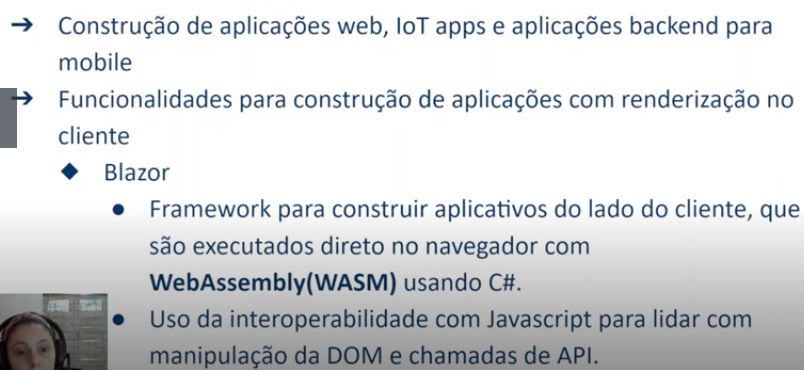 ➔ Construção de aplicações web, IoT apps e aplicações backend para
mobile
➔ Funcionalidades para construção de aplicações com renderização no
cliente
◆ Blazor
● Framework para construir aplicativos do lado do cliente, que
são executados direto no navegador com
WebAssembly(WASM) usando C#.
● Uso da interoperabilidade com Javascript para lidar com
manipulação da DOM e chamadas de API.